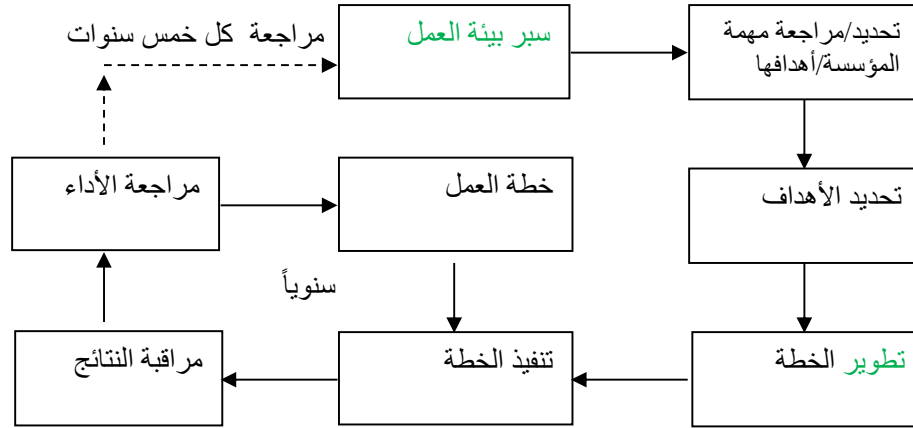 تحديد/مراجعة مهمة
المؤسسة/أهدافها
سبر بيئة العمل
مراجعة كل خمس سنوات
تحديد الأهداف
خطة العمل
مراجعة الأداء
سنوياً
تطوير الخطة
تنفيذ الخطة
مراقبة النتائج